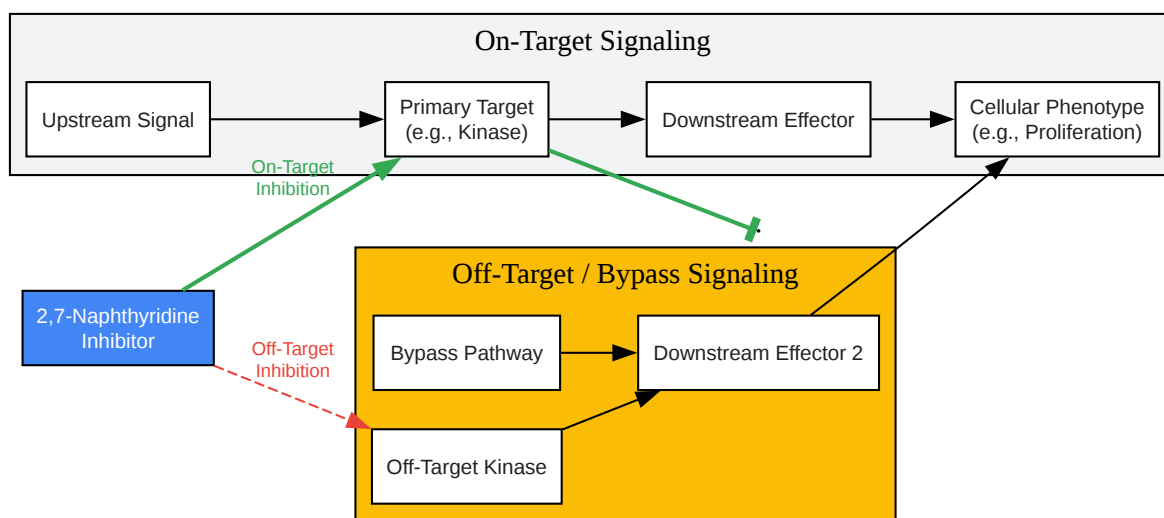 On-Target Signaling
Upstream Signal
Primary Target
(e.g., Kinase)
Downstream Effector
Cellular Phenotype
(e.g., Proliferation)
On-Target
Inhibition
2,7-Naphthyridine
Inhibitor
Off-Target
Inhibition
Off-Target / Bypass Signaling
Bypass Pathway
Downstream Effector 2
Off-Target Kinase